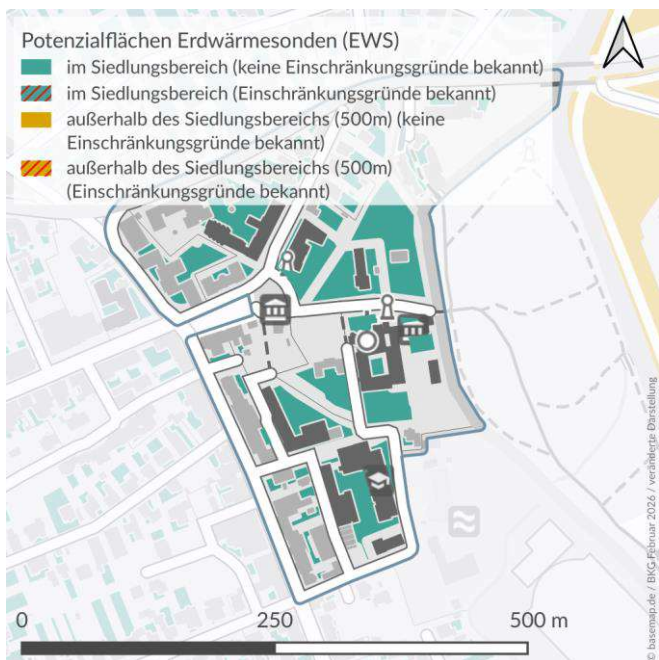 Potenzialflächen Erdwärmesonden (EWS)
im Siedlungsbereich (keine Einschränkungsgründe bekannt)
im Siedlungsbereich (Einschränkungsgründe bekannt)
außerhalb des Siedlungsbereichs (500m) (keine
Einschränkungsgründe bekannt)
außerhalb des Siedlungsbereichs (500m)
(Einschränkungsgründe bekannt)
© basemap.de / BKG Februar 2026 / veränderte Darstellung
0 250 500 m